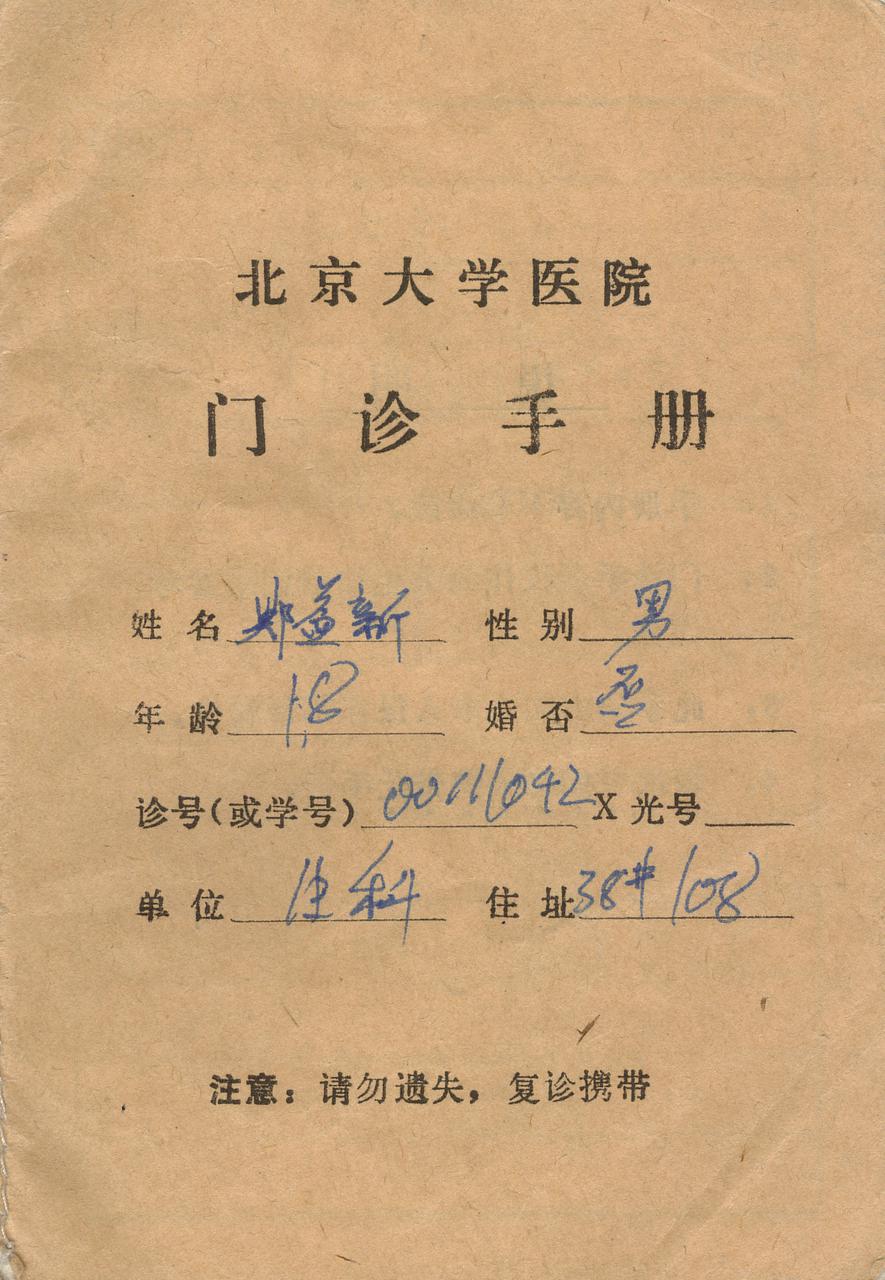 北京大学医院
门诊手册
姓名 郑益新 性别 男
年龄 18 婚否 否
诊号(或学号) 00111042 X光号
单位 生科 住址 38# 108
注意：请勿遗失，复诊携带